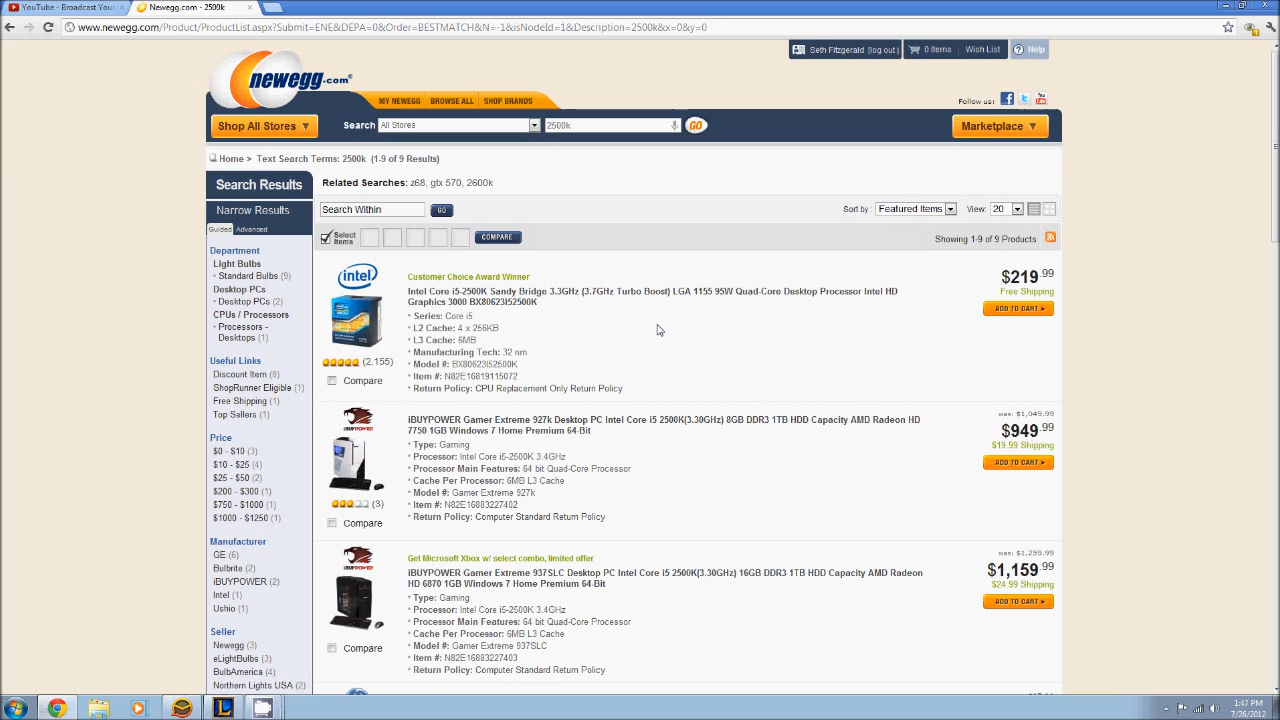 YouTube - Broadcast Your
Newegg.com - 2500k
www.newegg.com/Product/ProductList.aspx?Submit=ENE&DEPA=0&Order=BESTMATCH&N=-1&isNodeId=1&Description=2500k&x=0&y=0
Seth Fitzgerald [log out]
0 Items
Wish List
Help
newegg.com
MY NEWEGG
BROWSE ALL
SHOP BRANDS
Follow us:
You
Shop All Stores
Search
All Stores
2500k
GO
Marketplace
Home > Text Search Terms: 2500k (1-9 of 9 Results)
Search Results
Narrow Results
Guided
Advanced
Department
Light Bulbs
Standard Bulbs (9)
Desktop PCs
Desktop PCs (2)
CPUs / Processors
Processors -
Desktops (1)
Useful Links
Discount Item (8)
ShopRunner Eligible (1)
Free Shipping (1)
Top Sellers (1)
Price
$0 - $10 (3)
$10 - $25 (4)
$25 - $50 (2)
$200 - $300 (1)
$750 - $1000 (1)
$1000 - $1250 (1)
Manufacturer
GE (6)
Bulbrite (2)
iBUYPOWER (2)
Intel (1)
Ushio (1)
Seller
Newegg (3)
eLightBulbs (3)
BulbAmerica (4)
Northern Lights USA (2)
Related Searches: z68, gtx 570, 2600k
Search Within
GO
Sort by :
Featured Items
View:
20
Select Items
COMPARE
Showing 1-9 of 9 Products
intel
(2,155)
Compare
Customer Choice Award Winner
Intel Core i5-2500K Sandy Bridge 3.3GHz (3.7GHz Turbo Boost) LGA 1155 95W Quad-Core Desktop Processor Intel HD
Graphics 3000 BX80623I52500K
Series: Core i5
L2 Cache: 4 x 256KB
L3 Cache: 6MB
Manufacturing Tech: 32 nm
Model #: BX80623I52500K
Item #: N82E16819115072
Return Policy: CPU Replacement Only Return Policy
$219.99
Free Shipping
ADD TO CART
iBUYPOWER
(3)
Compare
iBUYPOWER Gamer Extreme 927k Desktop PC Intel Core i5 2500K(3.30GHz) 8GB DDR3 1TB HDD Capacity AMD Radeon HD
7750 1GB Windows 7 Home Premium 64-Bit
Type: Gaming
Processor: Intel Core i5-2500K 3.4GHz
Processor Main Features: 64 bit Quad-Core Processor
Cache Per Processor: 6MB L3 Cache
Model #: Gamer Extreme 927k
Item #: N82E16883227402
Return Policy: Computer Standard Return Policy
was: $1,049.99
$949.99
$19.99 Shipping
ADD TO CART
iBUYPOWER
Compare
Get Microsoft Xbox w/ select combo, limited offer
iBUYPOWER Gamer Extreme 937SLC Desktop PC Intel Core i5 2500K(3.30GHz) 16GB DDR3 1TB HDD Capacity AMD Radeon
HD 6870 1GB Windows 7 Home Premium 64-Bit
Type: Gaming
Processor: Intel Core i5-2500K 3.4GHz
Processor Main Features: 64 bit Quad-Core Processor
Cache Per Processor: 6MB L3 Cache
Model #: Gamer Extreme 937SLC
Item #: N82E16883227403
Return Policy: Computer Standard Return Policy
was: $1,259.99
$1,159.99
$24.99 Shipping
ADD TO CART
1:47 PM
7/26/2012